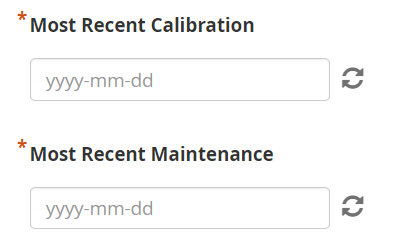 * Most Recent Calibration
yyyy-mm-dd
* Most Recent Maintenance
yyyy-mm-dd